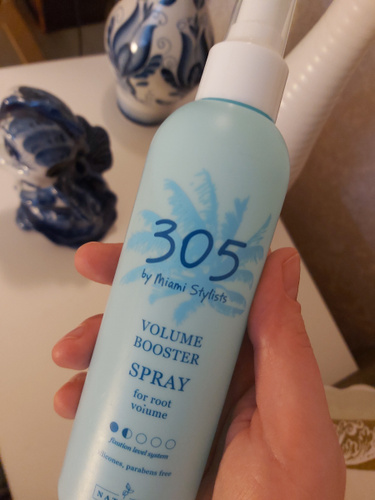 305
by Miami Stylists
VOLUME
BOOSTER
SPRAY
for root
volume
fixation level system
parabens free